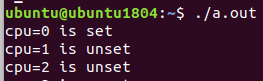 ubuntu@ubuntu1804:~$ ./a.out
cpu=0 is set
cpu=1 is unset
cpu=2 is unset